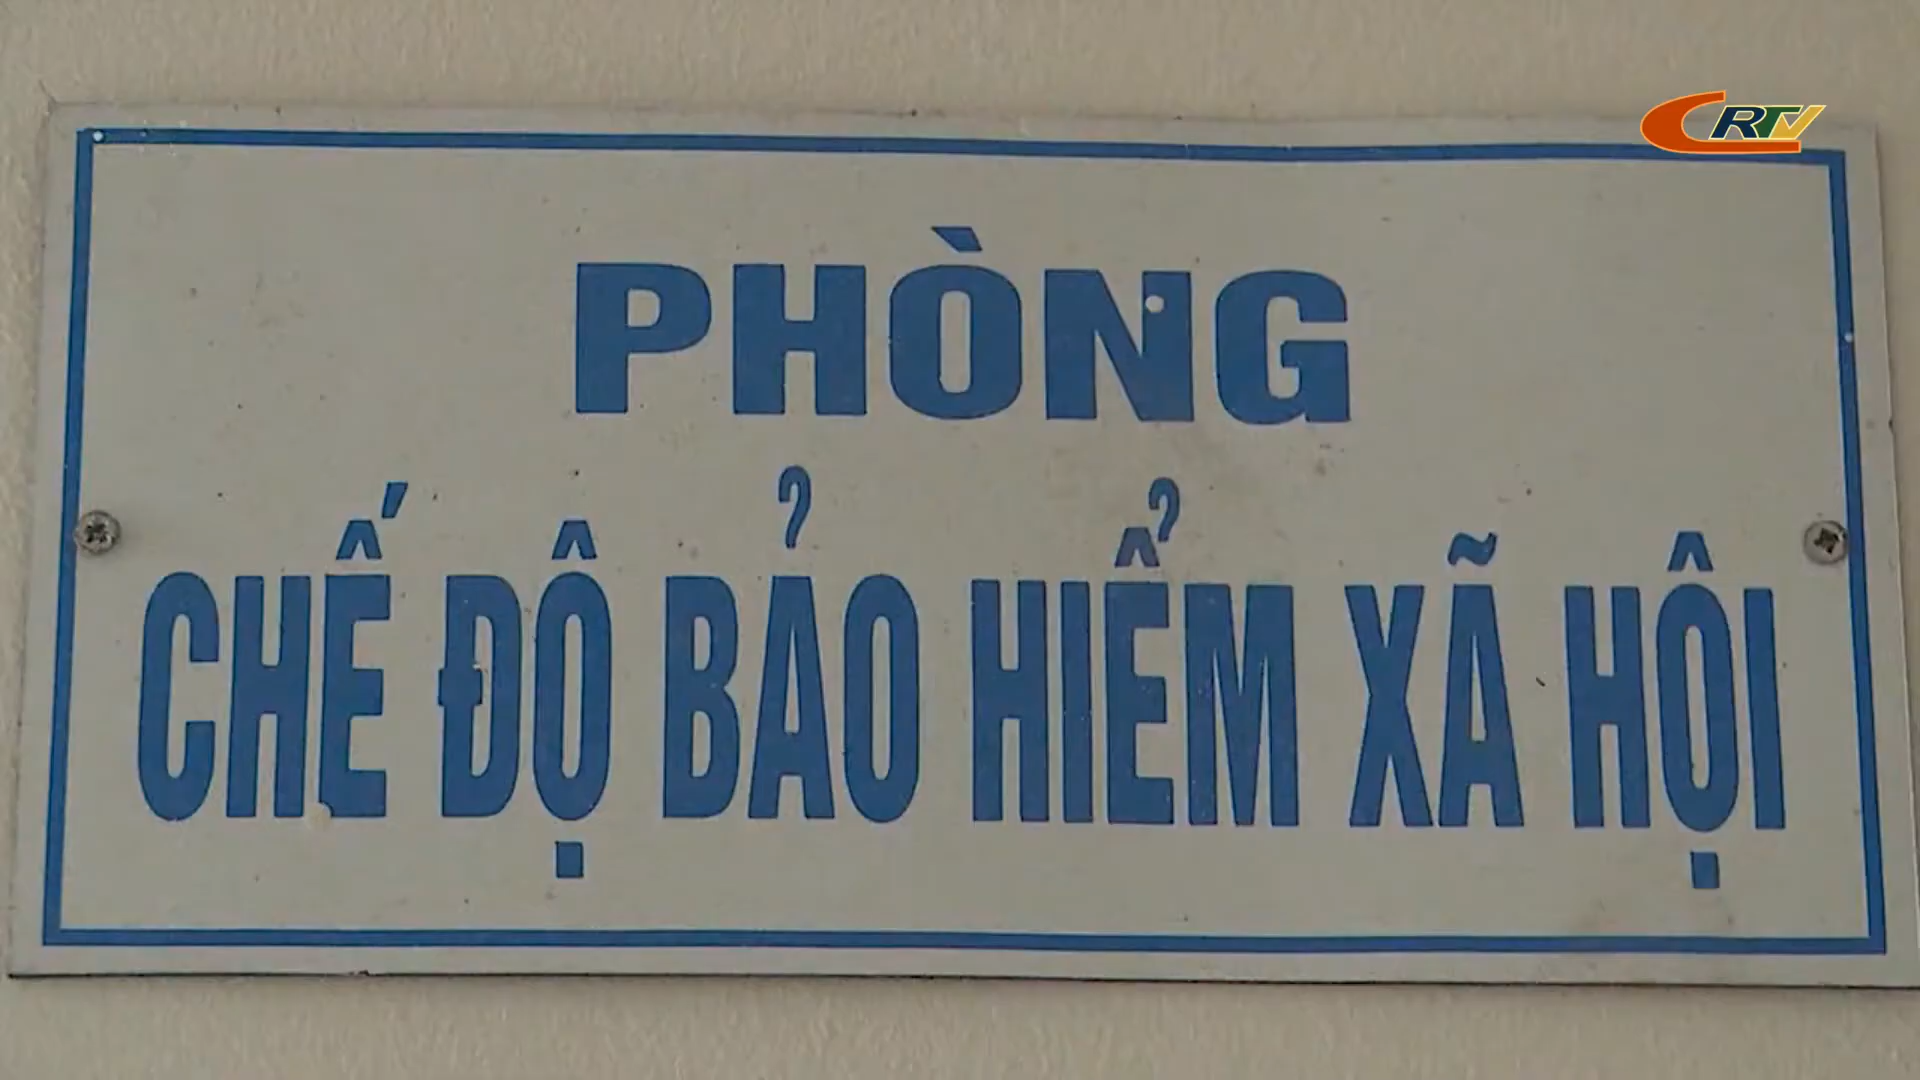 CRTV
PHÒNG
CHẾ ĐỘ BẢO HIỂM XÃ HỘI